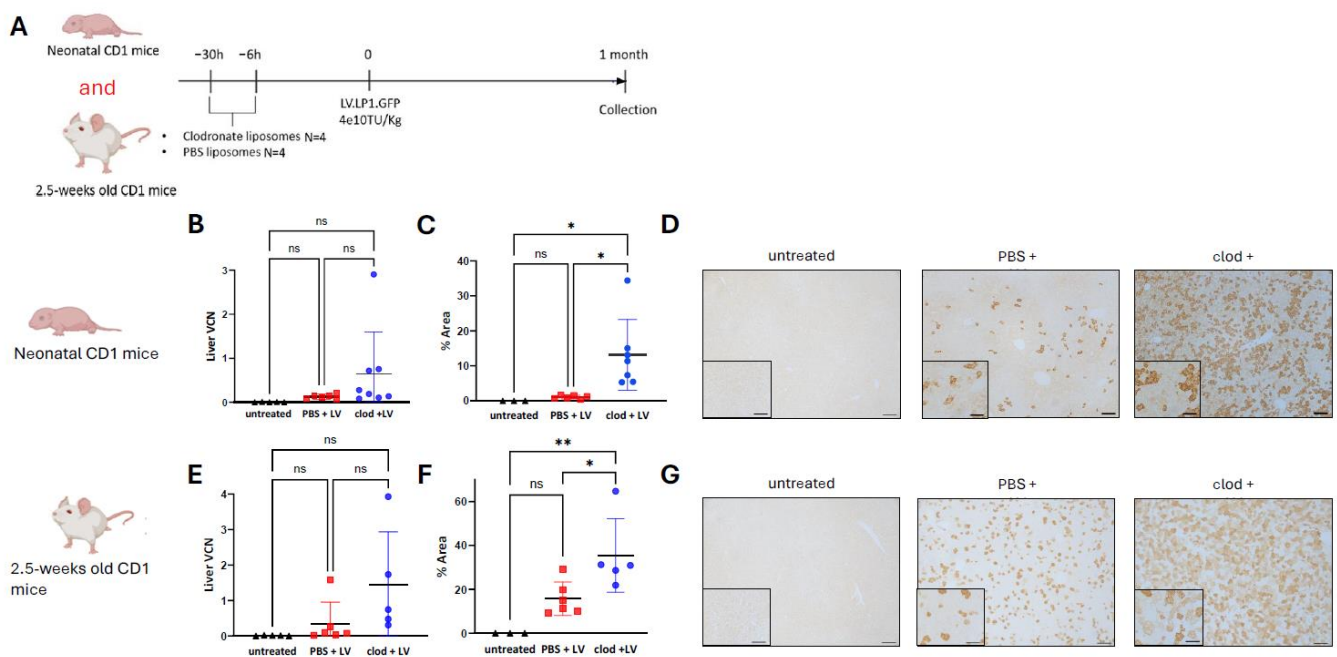 A
Neonatal CD1 mice
and
2.5-weeks old CD1 mice
−30h −6h 0 1 month
LV.LP1.GFP
4e10TU/Kg
Collection
• Clodronate liposomes N=4
• PBS liposomes N=4
B
ns
ns ns
Liver VCN
3
2
1
0
untreated PBS + LV clod +LV
C
*
ns *
% Area
40
30
20
10
0
untreated PBS + LV clod +LV
D
untreated PBS + clod +
Neonatal CD1 mice
E
ns
ns ns
Liver VCN
4
3
2
1
0
untreated PBS + LV clod +LV
F
**
*
ns
% Area
60
40
20
0
untreated PBS + LV clod +LV
G
untreated PBS + clod +
2.5-weeks old CD1
mice